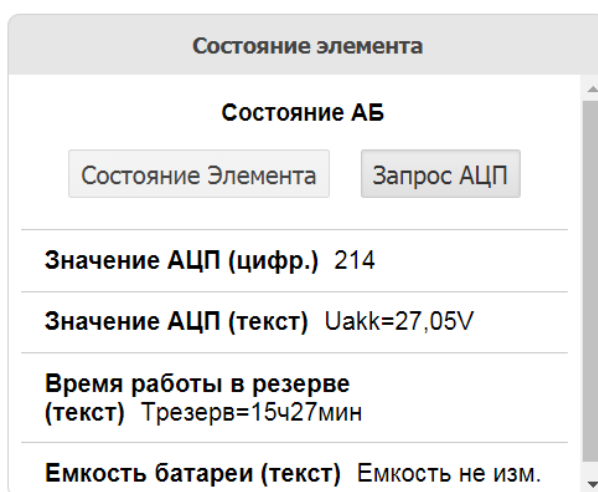 Состояние элемента
Состояние АБ
Состояние Элемента Запрос АЦП
Значение АЦП (цифр.) 214
Значение АЦП (текст) Uakk=27,05V
Время работы в резерве
(текст) Tрезерв=15ч27мин
Емкость батареи (текст) Емкость не изм.